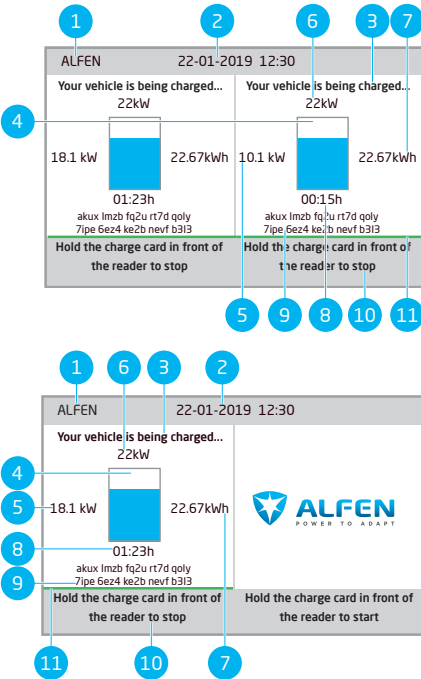 1 2 6 3 7
ALFEN 22-01-2019 12:30
Your vehicle is being charged... Your vehicle is being charged...
22kW 22kW
4
18.1 kW 22.67kWh 10.1 kW 22.67kWh
01:23h 00:15h
akux lmzb fq2u rt7d qoly akux lmzb fq2u rt7d qoly
7ipe 6ez4 ke2b nevf b3l3 7ipe 6ez4 ke2b nevf b3l3
Hold the charge card in front of Hold the charge card in front of
the reader to stop the reader to stop
5 9 8 10 11
1 6 3 2
ALFEN 22-01-2019 12:30
Your vehicle is being charged...
22kW
4
5 18.1 kW 22.67kWh ALFEN
POWER TO ADAPT
8 01:23h
akux lmzb fq2u rt7d qoly
9 7ipe 6ez4 ke2b nevf b3l3
Hold the charge card in front of Hold the charge card in front of
the reader to stop the reader to start
11 10 7